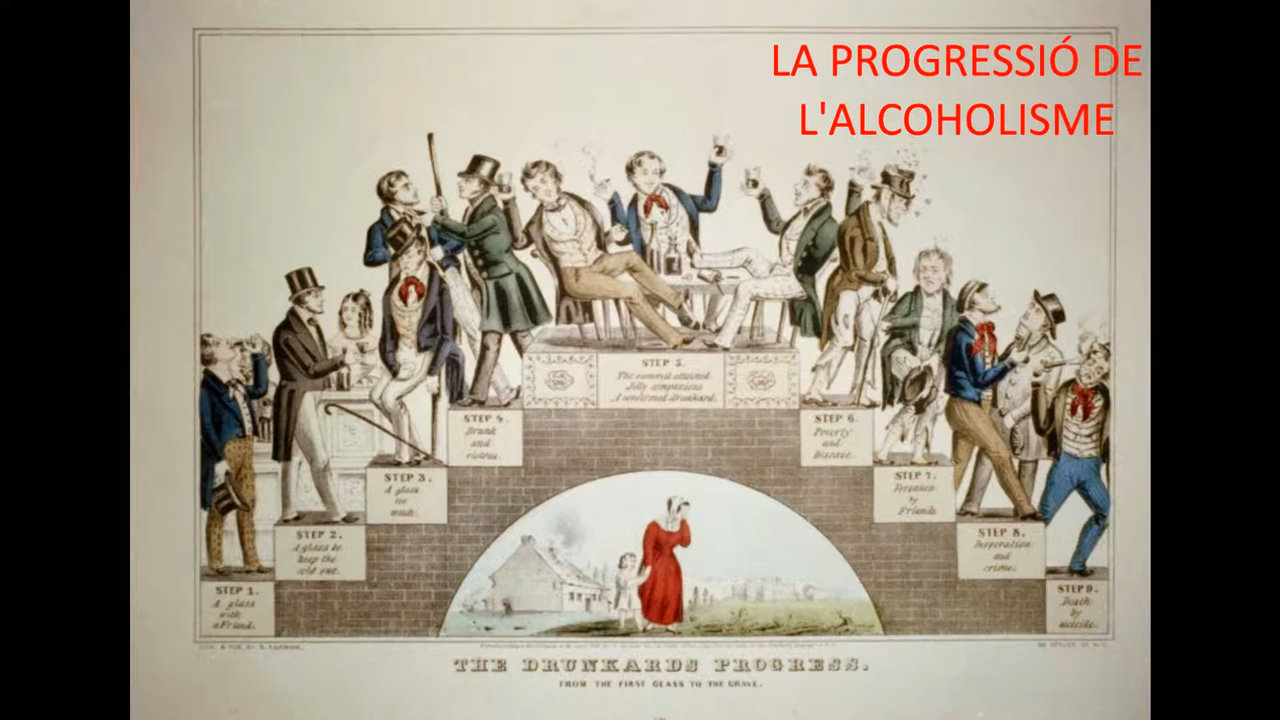 LA PROGRESSIÓ DE
L'ALCOHOLISME
STEP 1.
A glass
with
a Friend.
STEP 2.
A glass to
keep the
cold out.
STEP 3.
A glass
too
much.
STEP 4.
Drunk
and
riotous.
STEP 5.
The summit attained.
Jolly companions
A confirmed drunkard.
STEP 6.
Poverty
and
Disease.
STEP 7.
Forsaken
by
Friends.
STEP 8.
Desperation
and
crime.
STEP 9.
Death
by
suicide.
THE DRUNKARDS PROGRESS.
FROM THE FIRST GLASS TO THE GRAVE.